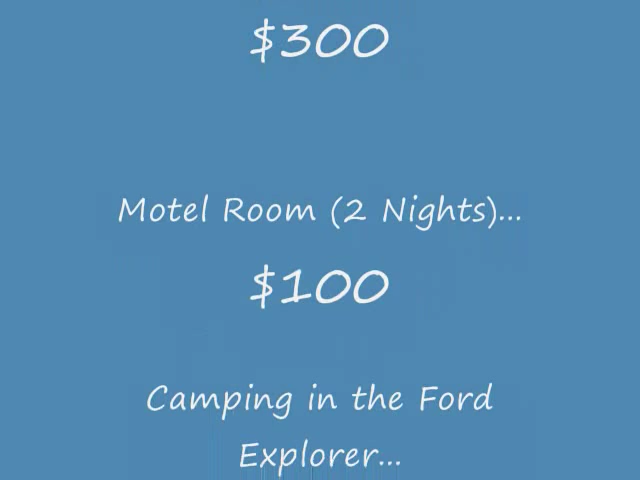 $300
Motel Room (2 Nights)...
$100
Camping in the Ford
Explorer...